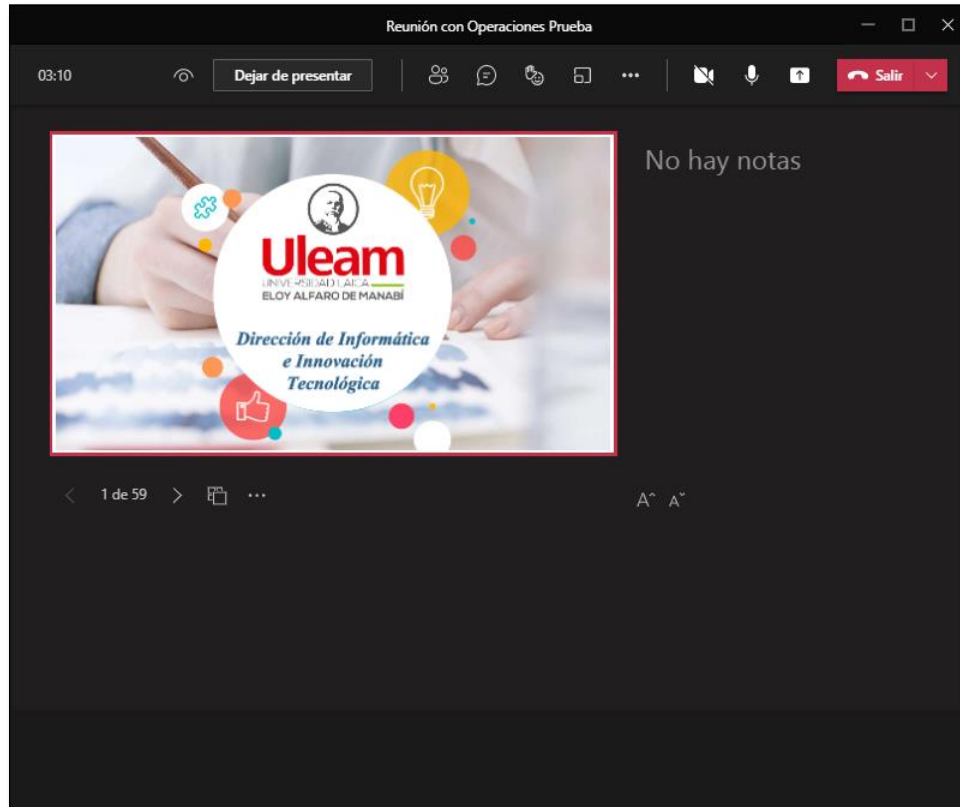 Reunión con Operaciones Prueba
03:10
Dejar de presentar
Salir
No hay notas
Uleam
UNIVERSIDAD LAICA
ELOY ALFARO DE MANABÍ
Dirección de Informática
e Innovación
Tecnológica
1 de 59
A A